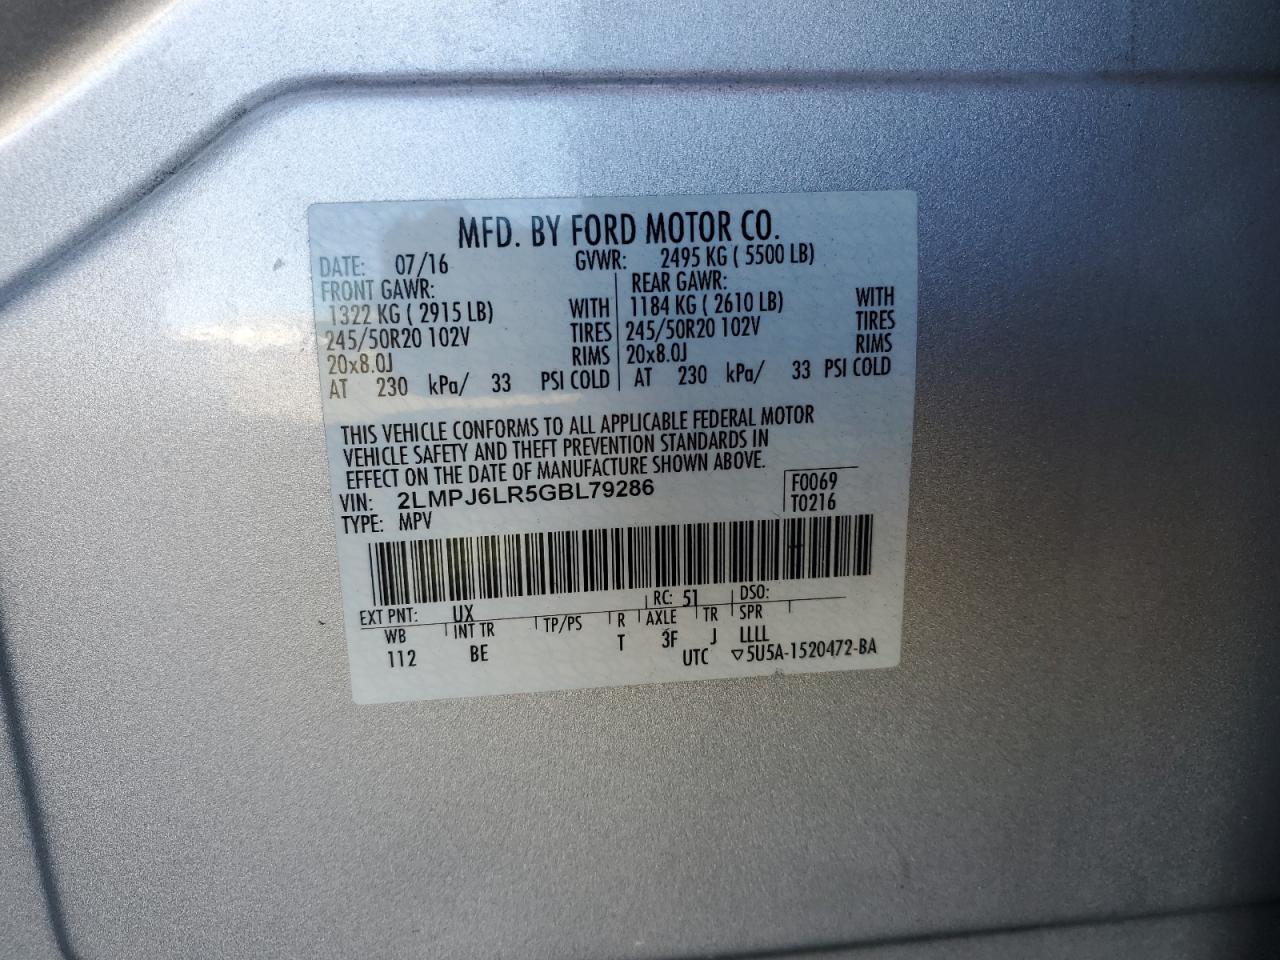 MFD. BY FORD MOTOR CO.
DATE: 07/16 GVWR: 2495 KG ( 5500 LB)
FRONT GAWR: REAR GAWR:
1322 KG ( 2915 LB) WITH 1184 KG ( 2610 LB) WITH
245/50R20 102V TIRES 245/50R20 102V TIRES
20x8.0J RIMS 20x8.0J RIMS
AT 230 kPa/ 33 PSI COLD AT 230 kPa/ 33 PSI COLD
THIS VEHICLE CONFORMS TO ALL APPLICABLE FEDERAL MOTOR
VEHICLE SAFETY AND THEFT PREVENTION STANDARDS IN
EFFECT ON THE DATE OF MANUFACTURE SHOWN ABOVE.
VIN: 2LMPJ6LR5GBL79286 F0069
TYPE: MPV T0216
EXT PNT: UX RC: 51 DSO:
WB INT TR TP/PS R AXLE TR SPR
112 BE T 3F J LLLL
UTC ▽5U5A-1520472-BA